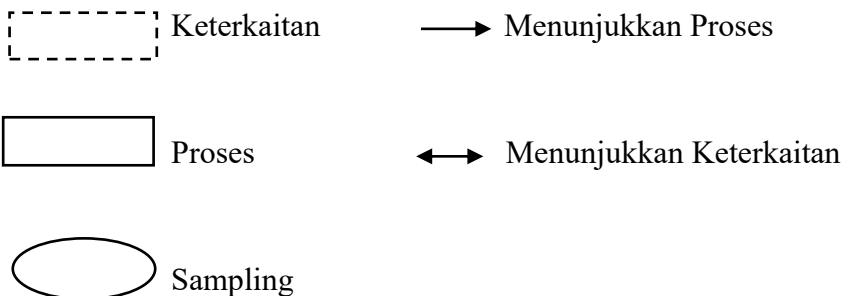 Keterkaitan
Menunjukkan Proses
Proses
Menunjukkan Keterkaitan
Sampling